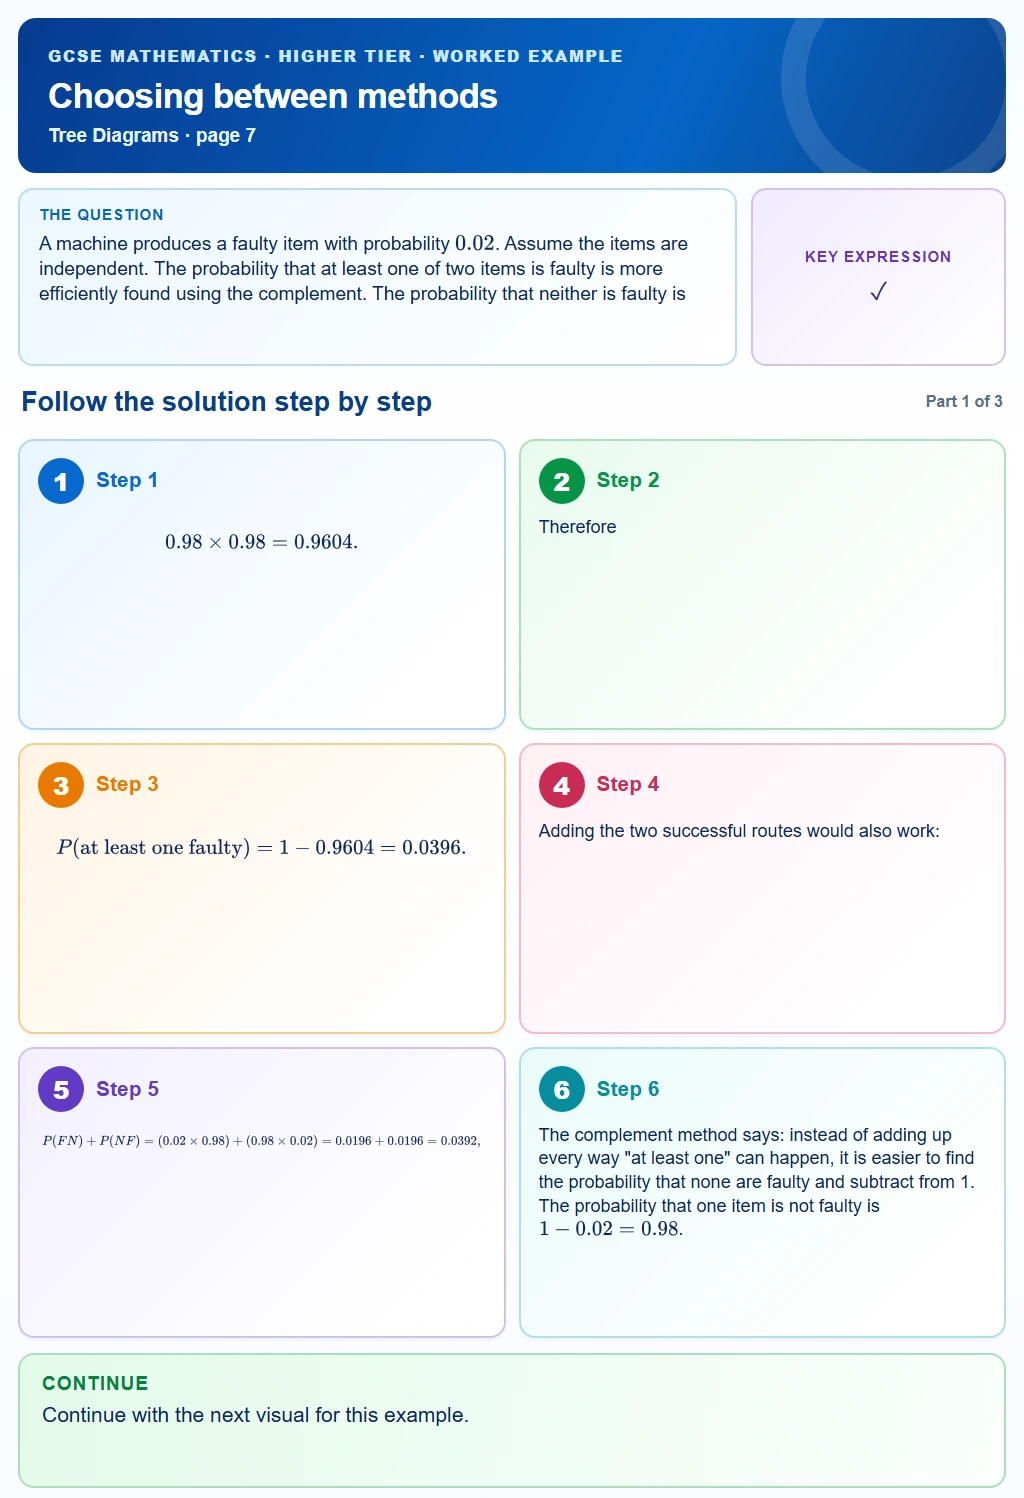 GCSE MATHEMATICS · HIGHER TIER · WORKED EXAMPLE
Choosing between methods
Tree Diagrams · page 7
THE QUESTION
A machine produces a faulty item with probability 0.02. Assume the items are
independent. The probability that at least one of two items is faulty is more
efficiently found using the complement. The probability that neither is faulty is
KEY EXPRESSION
✓
Follow the solution step by step
Part 1 of 3
1 Step 1
0.98 × 0.98 = 0.9604.
2 Step 2
Therefore
3 Step 3
P(at least one faulty) = 1 − 0.9604 = 0.0396.
4 Step 4
Adding the two successful routes would also work:
5 Step 5
P(FN) + P(NF) = (0.02 × 0.98) + (0.98 × 0.02) = 0.0196 + 0.0196 = 0.0392,
6 Step 6
The complement method says: instead of adding up
every way "at least one" can happen, it is easier to find
the probability that none are faulty and subtract from 1.
The probability that one item is not faulty is
1 − 0.02 = 0.98.
CONTINUE
Continue with the next visual for this example.